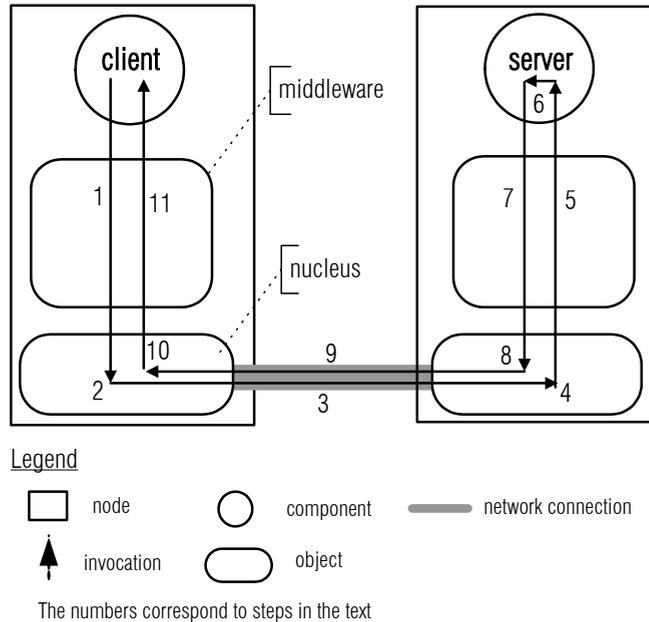 client
server
middleware
6
1
11
7
5
nucleus
10
9
8
2
3
4
Legend
node
component
network connection
invocation
object
The numbers correspond to steps in the text